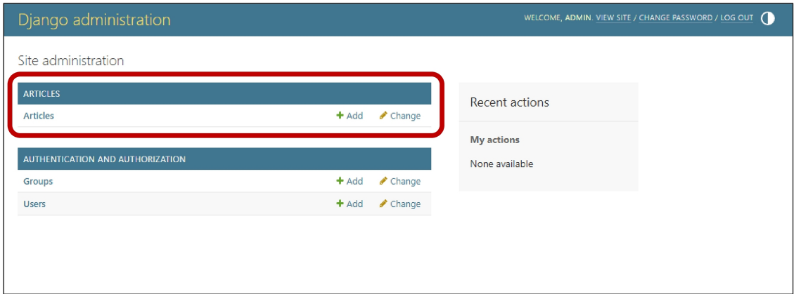 Django administration
WELCOME, ADMIN. VIEW SITE / CHANGE PASSWORD / LOG OUT
Site administration
ARTICLES
Articles + Add Change
AUTHENTICATION AND AUTHORIZATION
Groups + Add Change
Users + Add Change
Recent actions
My actions
None available